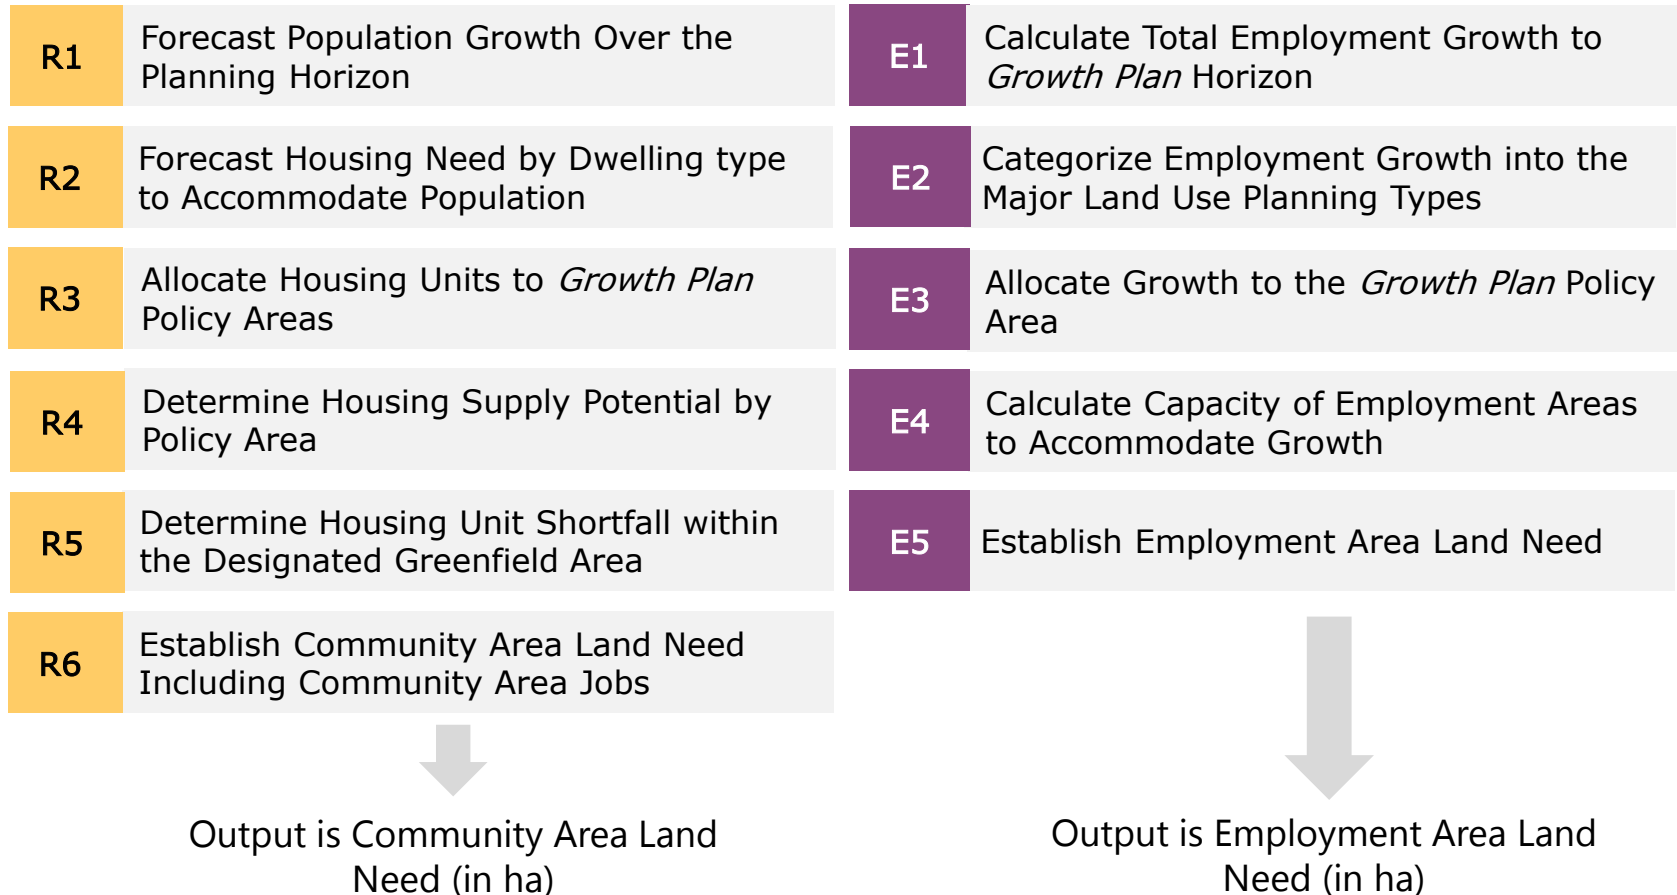 R1
Forecast Population Growth Over the
Planning Horizon
R2
Forecast Housing Need by Dwelling type
to Accommodate Population
R3
Allocate Housing Units to Growth Plan
Policy Areas
R4
Determine Housing Supply Potential by
Policy Area
R5
Determine Housing Unit Shortfall within
the Designated Greenfield Area
R6
Establish Community Area Land Need
Including Community Area Jobs
Output is Community Area Land
Need (in ha)
E1
Calculate Total Employment Growth to
Growth Plan Horizon
E2
Categorize Employment Growth into the
Major Land Use Planning Types
E3
Allocate Growth to the Growth Plan Policy
Area
E4
Calculate Capacity of Employment Areas
to Accommodate Growth
E5
Establish Employment Area Land Need
Output is Employment Area Land
Need (in ha)